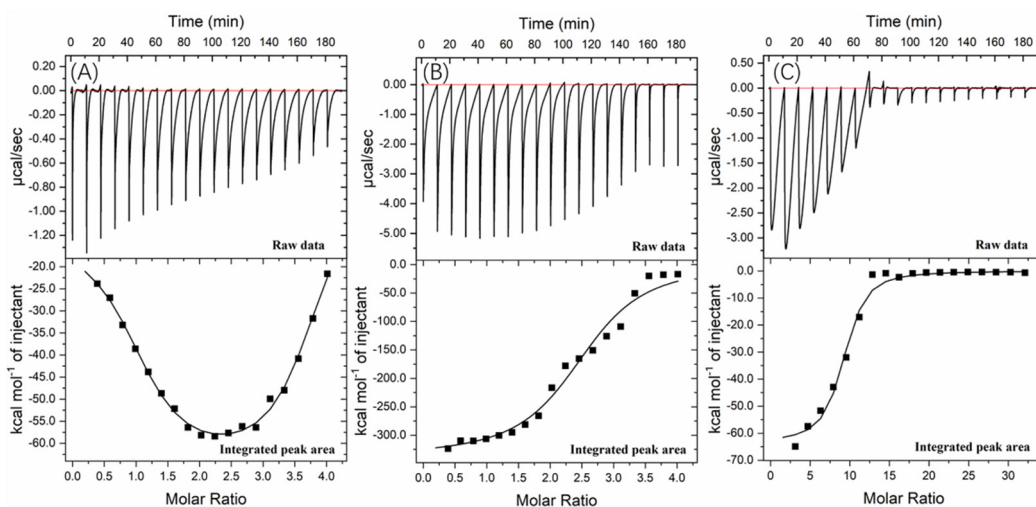 Time (min) Time (min) Time (min)
0 20 40 60 80 100 120 140 160 180 0 20 40 60 80 100 120 140 160 180 0 20 40 60 80 100 120 140 160 180
(A)
0.20
0.00
-0.20
-0.40
-0.60
-0.80
-1.00
-1.20
µcal/sec
Raw data
-20.0
-25.0
-30.0
-35.0
-40.0
-45.0
-50.0
-55.0
-60.0
kcal mol⁻¹ of injectant
Integrated peak area
0.0 0.5 1.0 1.5 2.0 2.5 3.0 3.5 4.0
Molar Ratio
(B)
0.00
-1.00
-2.00
-3.00
-4.00
-5.00
µcal/sec
Raw data
0.0
-100.0
-200.0
-300.0
kcal mol⁻¹ of injectant
Integrated peak area
0.0 0.5 1.0 1.5 2.0 2.5 3.0 3.5 4.0
Molar Ratio
(C)
0.50
0.00
-0.50
-1.00
-1.50
-2.00
-2.50
-3.00
µcal/sec
Raw data
0.0
-10.0
-20.0
-30.0
-40.0
-50.0
-60.0
-70.0
kcal mol⁻¹ of injectant
Integrated peak area
0 5 10 15 20 25 30
Molar Ratio